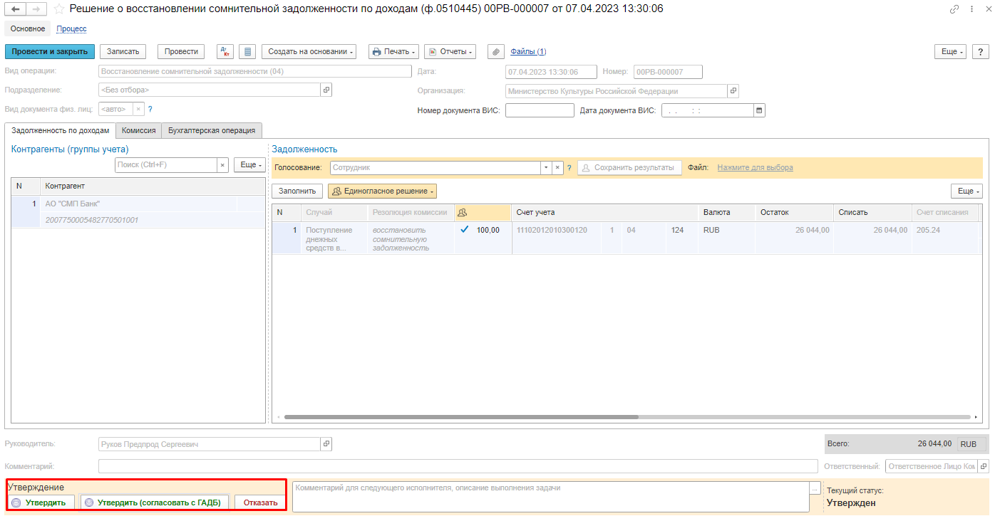 Решение о восстановлении сомнительной задолженности по доходам (ф.0510445) 00РВ-000007 от 07.04.2023 13:30:06
Основное Процесс
Провести и закрыть Записать Провести Дт Кт Создать на основании Печать Отчеты Файлы (1) Еще ?
Вид операции: Восстановление сомнительной задолженности (04) Дата: 07.04.2023 13:30:06 Номер: 00РВ-000007
Подразделение: <Без отбора> Организация: Министерство Культуры Российской Федерации
Вид документа физ. лиц: <авто> × ? Номер документа ВИС: Дата документа ВИС: . . : :
Задолженность по доходам Комиссия Бухгалтерская операция
Контрагенты (группы учета) Задолженность
Поиск (Ctrl+F) × Еще Голосование: Сотрудник × ? Сохранить результаты Файл: Нажмите для выбора
Заполнить Единогласное решение Еще
N Контрагент
1 АО "СМП Банк"
2007750005482770501001
N Случай Резолюция комиссии Счет учета Валюта Остаток Списать Счет списания
1 Поступление восстановить 100,00 11102012010300120 1 04 124 RUB 26 044,00 26 044,00 205.24
днежных сомнительную
средств в... задолженность
Руководитель: Руков Предпрод Сергеевич Всего: 26 044,00 RUB
Комментарий: Ответственный: Ответственное Лицо Ком
Утверждение
Утвердить Утвердить (согласовать с ГАДБ) Отказать
Комментарий для следующего исполнителя, описание выполнения задачи ...
Текущий статус:
Утвержден